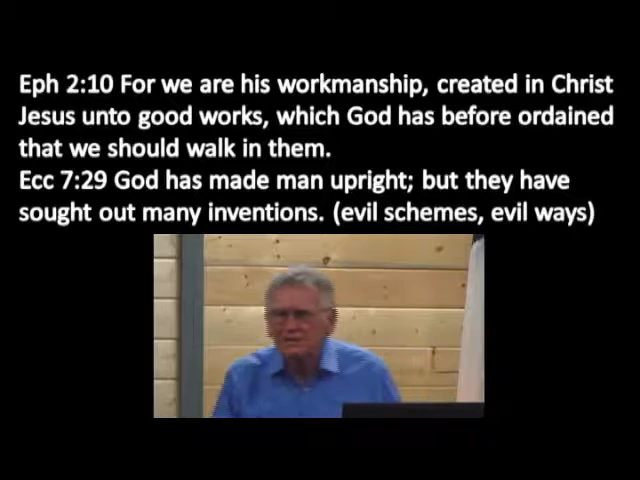 Eph 2:10 For we are his workmanship, created in Christ
Jesus unto good works, which God has before ordained
that we should walk in them.
Ecc 7:29 God has made man upright; but they have
sought out many inventions. (evil schemes, evil ways)